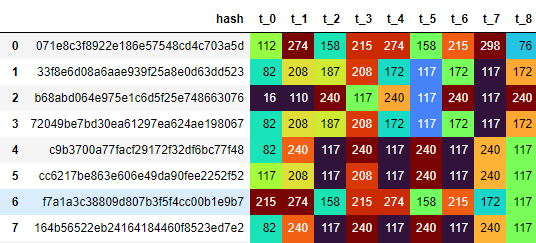 hash t_0 t_1 t_2 t_3 t_4 t_5 t_6 t_7 t_8
0 071e8c3f8922e186e57548cd4c703a5d 112 274 158 215 274 158 215 298 76
1 33f8e6d08a6aae939f25a8e0d63dd523 82 208 187 208 172 117 172 117 172
2 b68abd064e975e1c6d5f25e748663076 16 110 240 117 240 117 240 117 240
3 72049be7bd30ea61297ea624ae198067 82 208 187 208 172 117 172 117 172
4 c9b3700a77facf29172f32df6bc77f48 82 240 117 240 117 240 117 240 117
5 cc6217be863e606e49da90fee2252f52 117 208 117 208 117 240 117 240 117
6 f7a1a3c38809d807b3f5f4cc00b1e9b7 215 274 158 215 274 158 215 172 117
7 164b56522eb24164184460f8523ed7e2 82 240 117 240 117 240 117 240 117